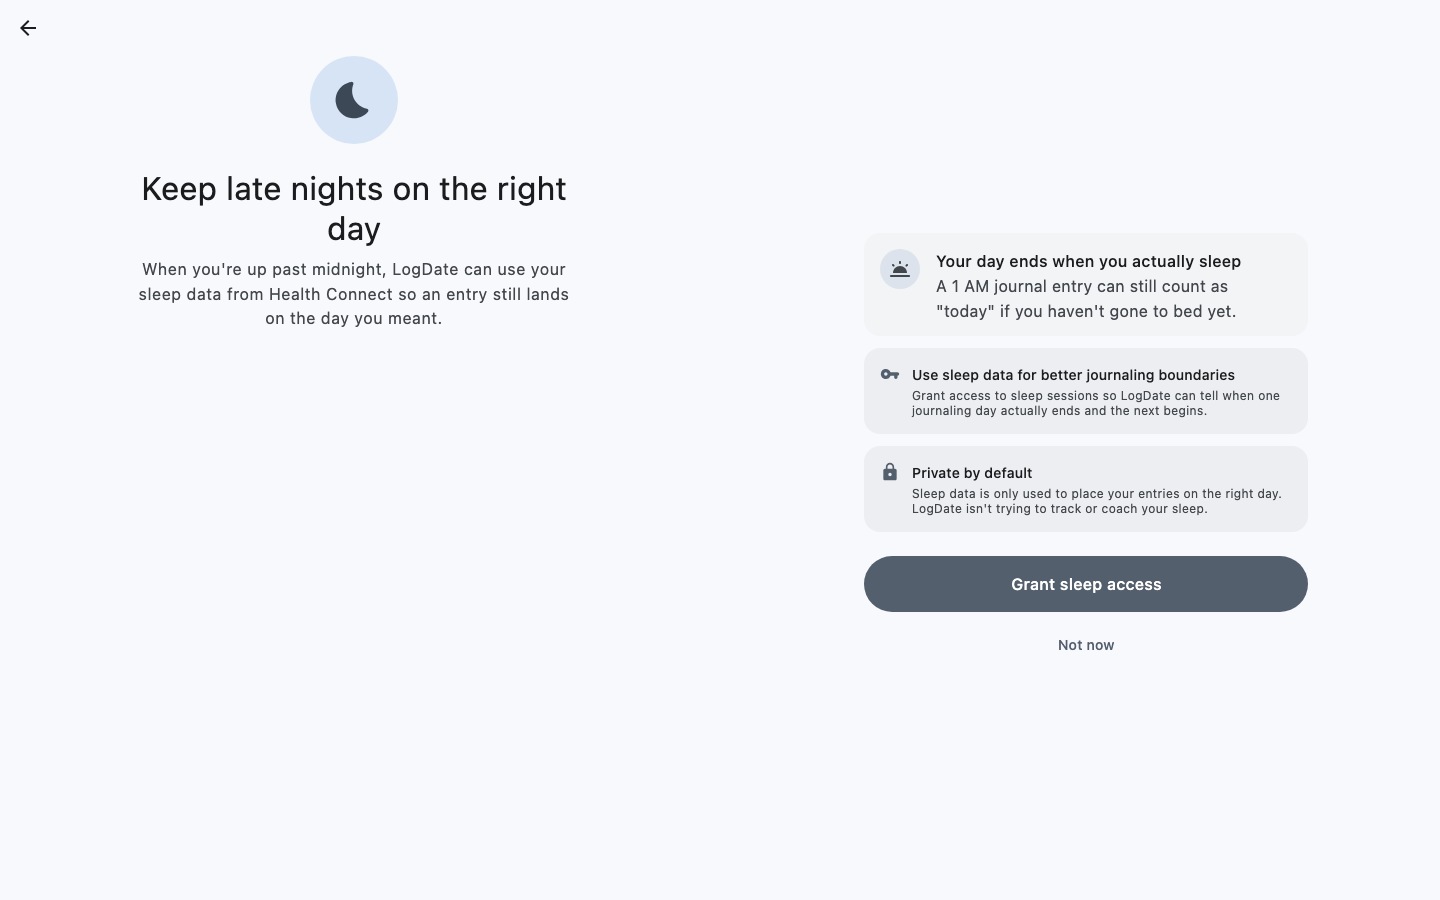 Keep late nights on the right
day
When you're up past midnight, LogDate can use your
sleep data from Health Connect so an entry still lands
on the day you meant.
Your day ends when you actually sleep
A 1 AM journal entry can still count as
"today" if you haven't gone to bed yet.
Use sleep data for better journaling boundaries
Grant access to sleep sessions so LogDate can tell when one
journaling day actually ends and the next begins.
Private by default
Sleep data is only used to place your entries on the right day.
LogDate isn't trying to track or coach your sleep.
Grant sleep access
Not now